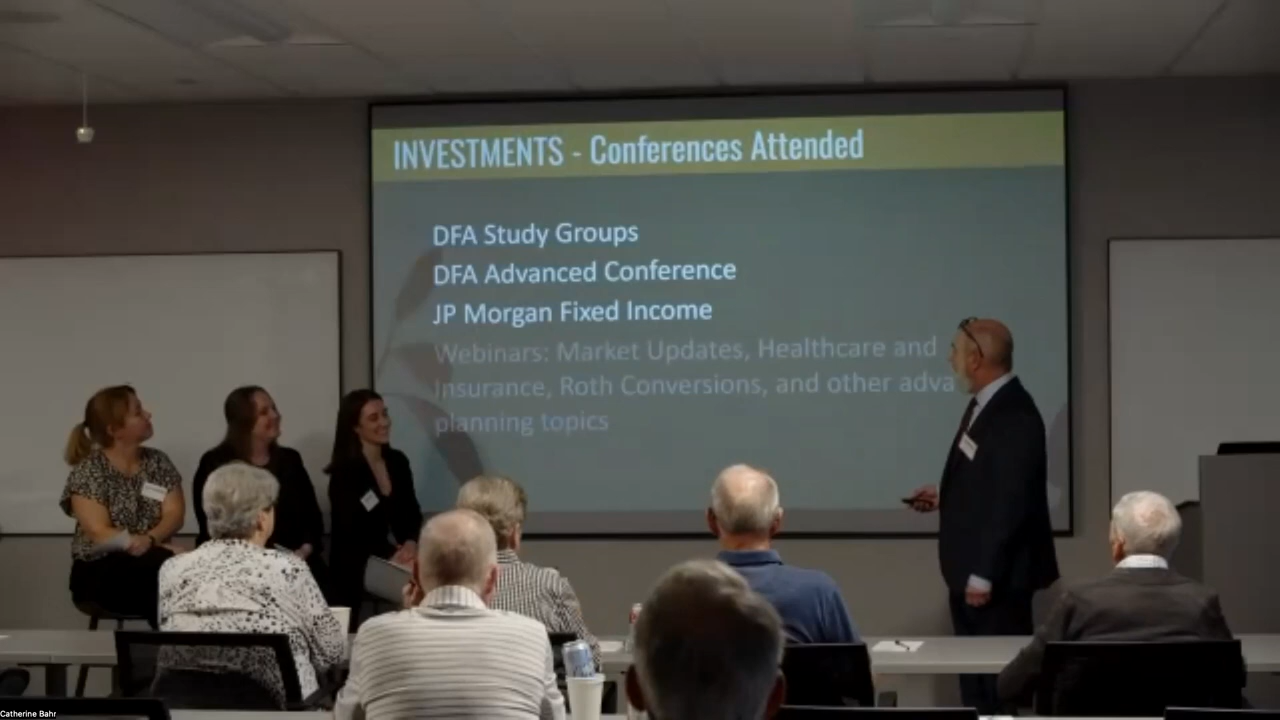 INVESTMENTS - Conferences Attended
DFA Study Groups
DFA Advanced Conference
JP Morgan Fixed Income
Webinars: Market Updates, Healthcare and
Insurance, Roth Conversions, and other adva
planning topics
Catherine Bahr